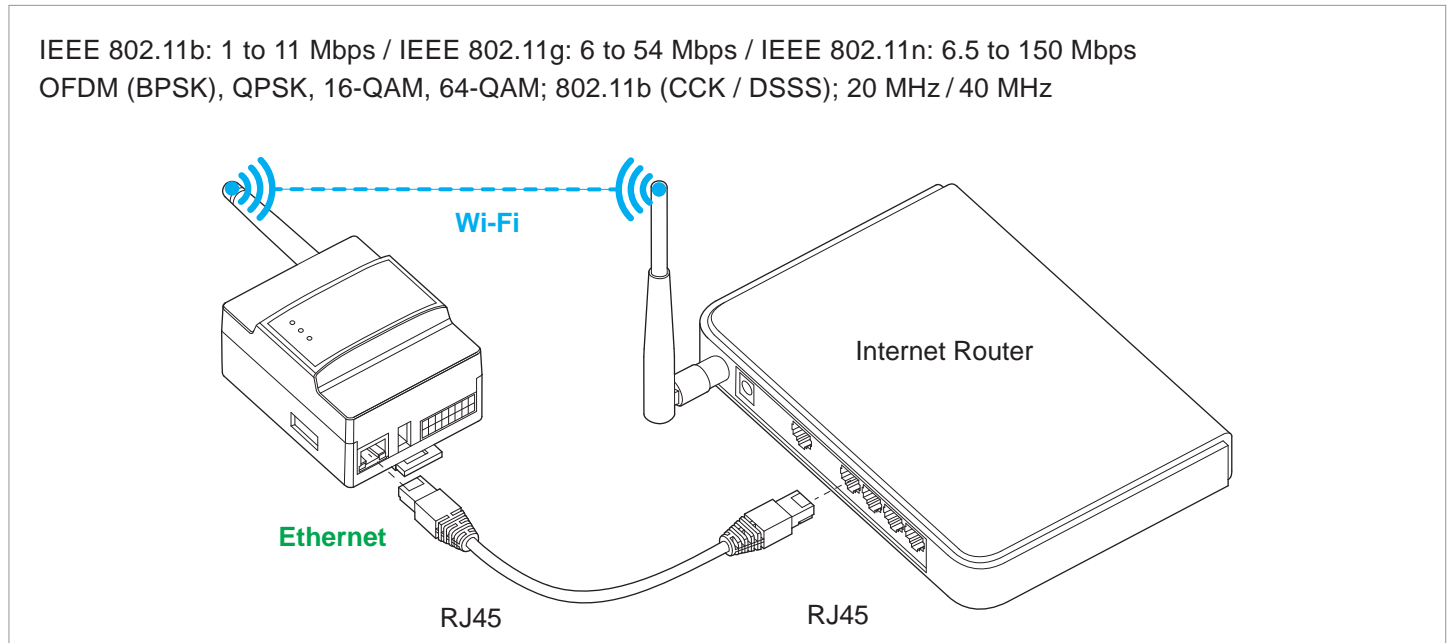 IEEE 802.11b: 1 to 11 Mbps / IEEE 802.11g: 6 to 54 Mbps / IEEE 802.11n: 6.5 to 150 Mbps
OFDM (BPSK), QPSK, 16-QAM, 64-QAM; 802.11b (CCK / DSSS); 20 MHz / 40 MHz
Wi-Fi
Internet Router
Ethernet
RJ45
RJ45